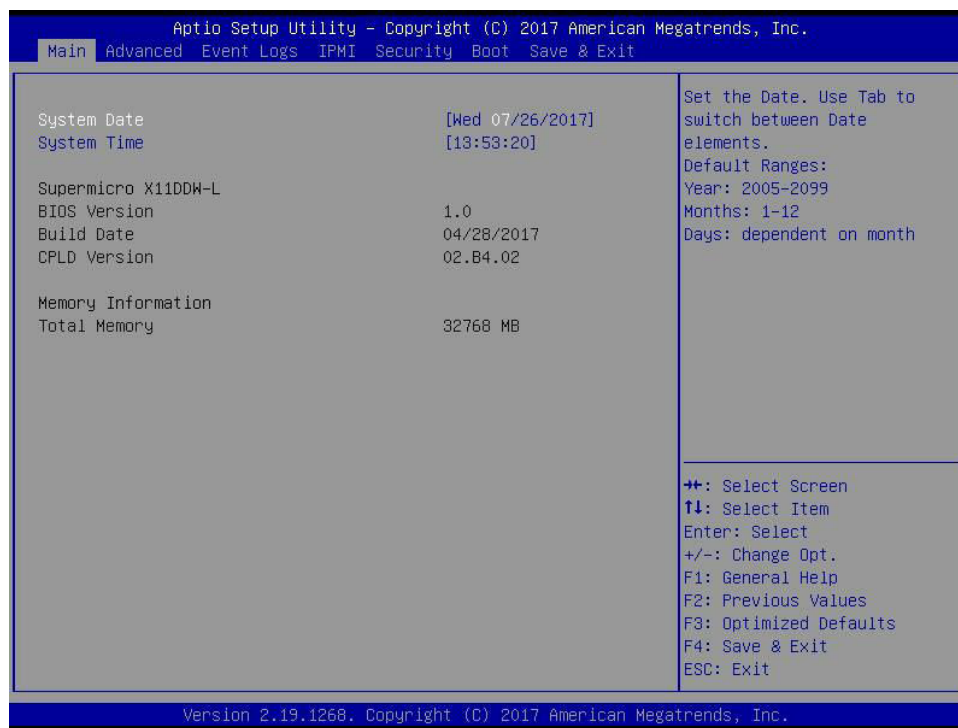 Aptio Setup Utility – Copyright (C) 2017 American Megatrends, Inc.
Main Advanced Event Logs IPMI Security Boot Save & Exit
System Date [Wed 07/26/2017]
System Time [13:53:20]
Supermicro X11DDW-L
BIOS Version 1.0
Build Date 04/28/2017
CPLD Version 02.B4.02
Memory Information
Total Memory 32768 MB
Set the Date. Use Tab to
switch between Date
elements.
Default Ranges:
Year: 2005-2099
Months: 1-12
Days: dependent on month
→←: Select Screen
↑↓: Select Item
Enter: Select
+/-: Change Opt.
F1: General Help
F2: Previous Values
F3: Optimized Defaults
F4: Save & Exit
ESC: Exit
Version 2.19.1268. Copyright (C) 2017 American Megatrends, Inc.